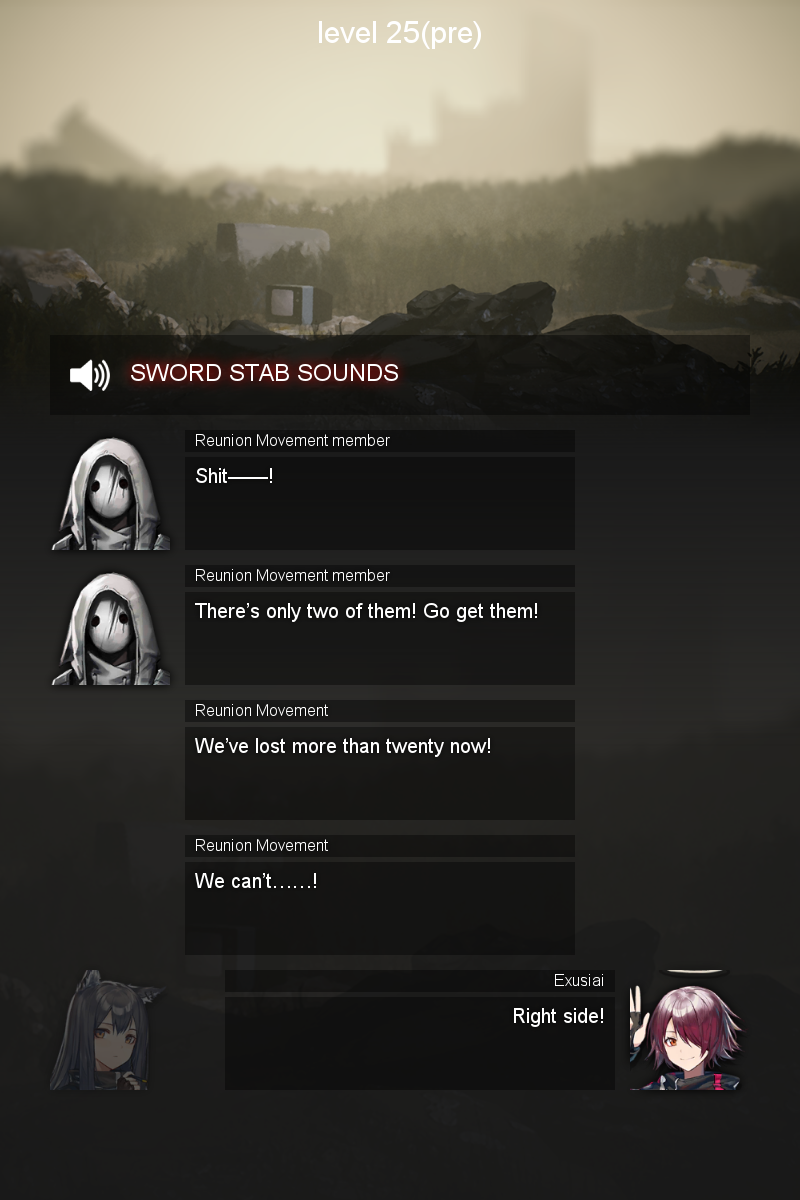 level 25(pre)
SWORD STAB SOUNDS
Reunion Movement member
Shit——!
Reunion Movement member
There’s only two of them! Go get them!
Reunion Movement
We’ve lost more than twenty now!
Reunion Movement
We can’t……!
Exusiai
Right side!